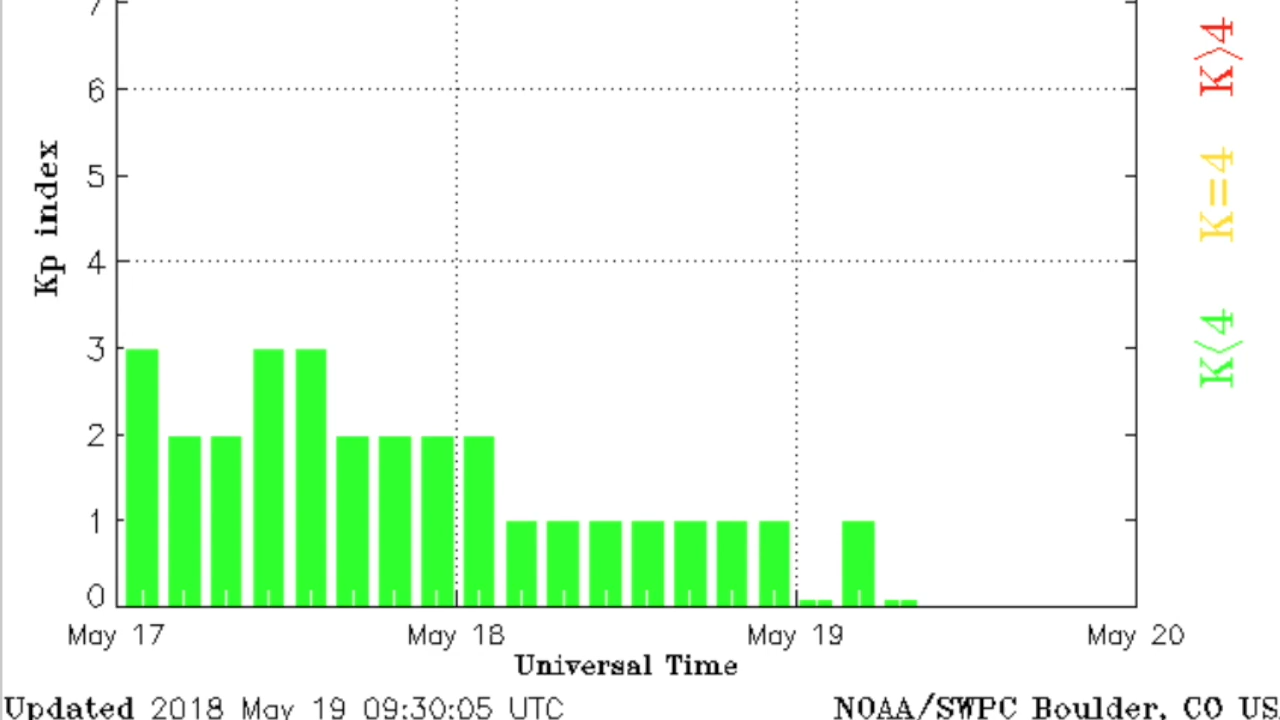 7
6
5
4
3
2
1
0
Kp index
May 17 May 18 May 19 May 20
Universal Time
Updated 2018 May 19 09:30:05 UTC NOAA/SWPC Boulder, CO US
K>4
K=4
K<4